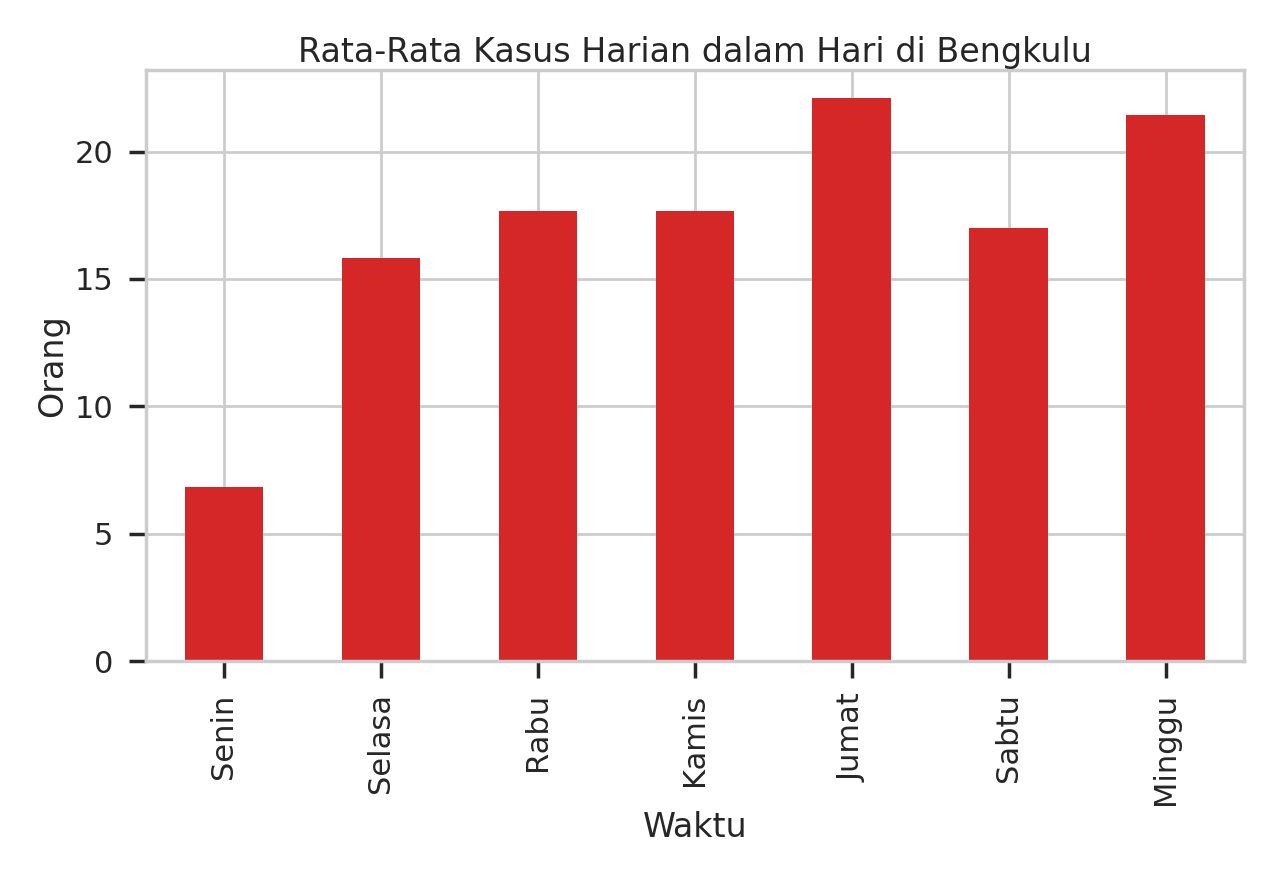 Rata-Rata Kasus Harian dalam Hari di Bengkulu
Orang
20
15
10
5
0
Senin
Selasa
Rabu
Kamis
Jumat
Sabtu
Minggu
Waktu